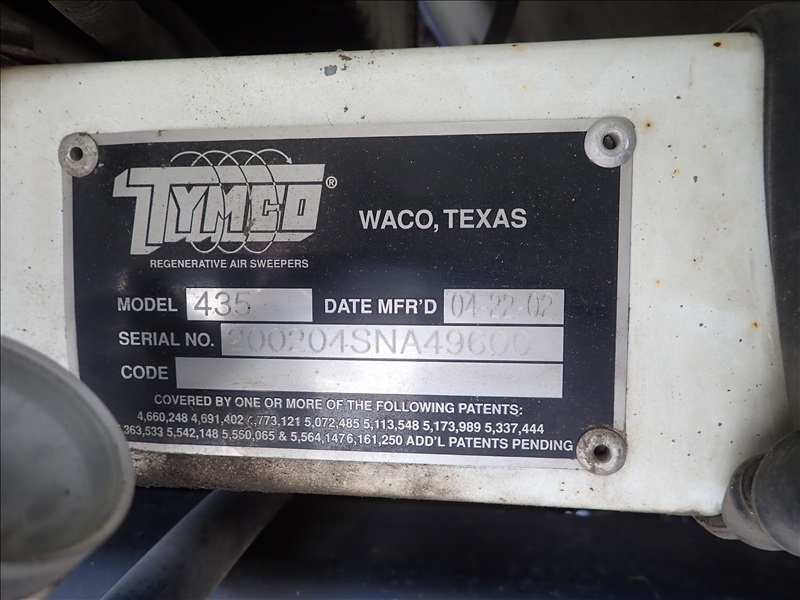 TYMCO®
REGENERATIVE AIR SWEEPERS
WACO, TEXAS
MODEL 435 DATE MFR'D 04-22-02
SERIAL NO. 200204SNA49600
CODE
COVERED BY ONE OR MORE OF THE FOLLOWING PATENTS:
4,660,248 4,691,402 4,773,121 5,072,485 5,113,548 5,173,989 5,337,444
363,533 5,542,148 5,550,065 & 5,564,1476,161,250 ADD'L PATENTS PENDING